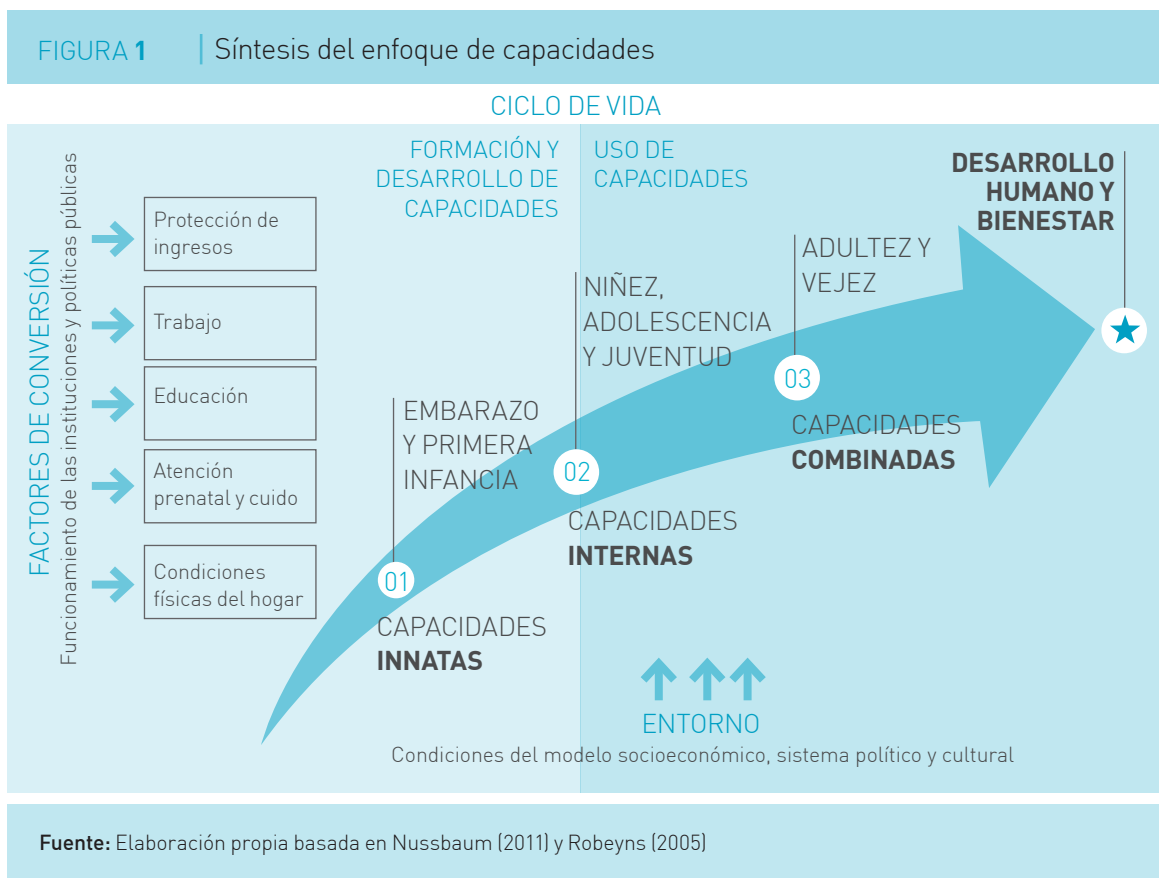 FIGURA 1 | Síntesis del enfoque de capacidades
CICLO DE VIDA
FACTORES DE CONVERSIÓN
Funcionamiento de las instituciones y políticas públicas
Protección de
ingresos
Trabajo
Educación
Atención
prenatal y cuido
Condiciones
físicas del hogar
FORMACIÓN Y
DESARROLLO DE
CAPACIDADES
USO DE
CAPACIDADES
EMBARAZO
Y PRIMERA
INFANCIA
01
CAPACIDADES
INNATAS
NIÑEZ,
ADOLESCENCIA
Y JUVENTUD
02
CAPACIDADES
INTERNAS
ADULTEZ Y
VEJEZ
03
CAPACIDADES
COMBINADAS
DESARROLLO
HUMANO Y
BIENESTAR
ENTORNO
Condiciones del modelo socioeconómico, sistema político y cultural
Fuente: Elaboración propia basada en Nussbaum (2011) y Robeyns (2005)